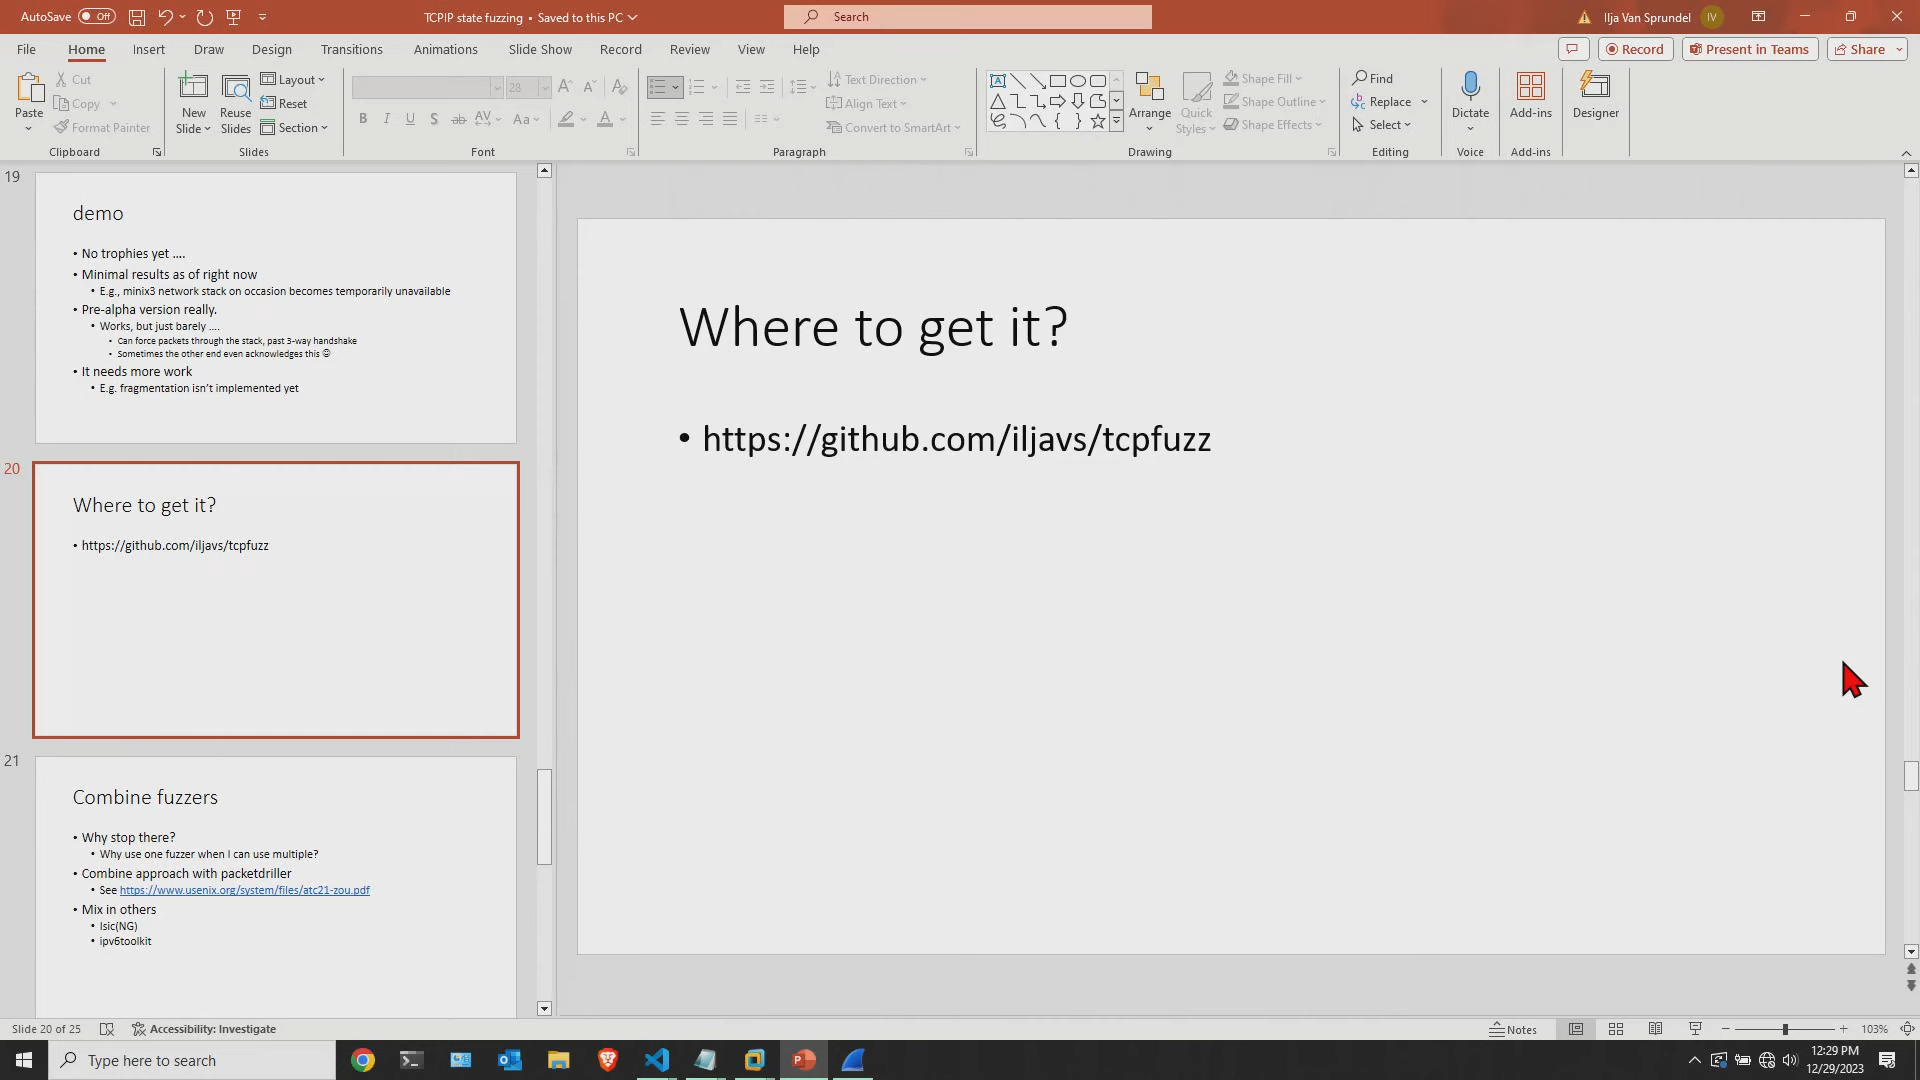 AutoSave Off
TCPIP state fuzzing • Saved to this PC
Search
Ilja Van Sprundel IV
File Home Insert Draw Design Transitions Animations Slide Show Record Review View Help
Record Present in Teams Share
Paste
Cut
Copy
Format Painter
Clipboard
New Slide
Reuse Slides
Layout
Reset
Section
Slides
28
Font
Text Direction
Align Text
Convert to SmartArt
Paragraph
Arrange
Quick Styles
Shape Fill
Shape Outline
Shape Effects
Drawing
Find
Replace
Select
Editing
Dictate
Voice
Add-ins
Add-ins
Designer
19
demo
• No trophies yet ....
• Minimal results as of right now
• E.g., minix3 network stack on occasion becomes temporarily unavailable
• Pre-alpha version really.
• Works, but just barely ....
• Can force packets through the stack, past 3-way handshake
• Sometimes the other end even acknowledges this ☺
• It needs more work
• E.g. fragmentation isn't implemented yet
20
Where to get it?
• https://github.com/iljavs/tcpfuzz
21
Combine fuzzers
• Why stop there?
• Why use one fuzzer when I can use multiple?
• Combine approach with packetdriller
• See https://www.usenix.org/system/files/atc21-zou.pdf
• Mix in others
• Isic(NG)
• ipv6toolkit
Where to get it?
• https://github.com/iljavs/tcpfuzz
Slide 20 of 25
Accessibility: Investigate
Notes
103%
Type here to search
12:29 PM
12/29/2023